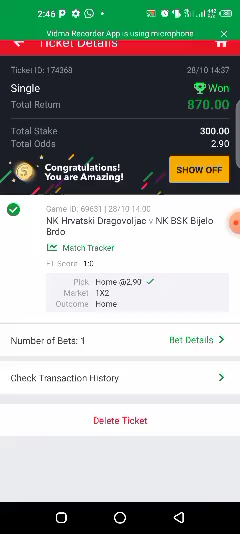 2:46
Vidma Recorder App is using microphone
Ticket Details
Ticket ID: 174368 28/10 14:37
Single Won
Total Return 870.00
Total Stake 300.00
Total Odds 2.90
Congratulations!
You are Amazing!
SHOW OFF
Game ID: 69631 | 28/10 14:00
NK Hrvatski Dragovoljac v NK BSK Bijelo
Brdo
Match Tracker
FT Score 1:0
Pick Home @2.90
Market 1X2
Outcome Home
Number of Bets: 1 Bet Details
Check Transaction History
Delete Ticket